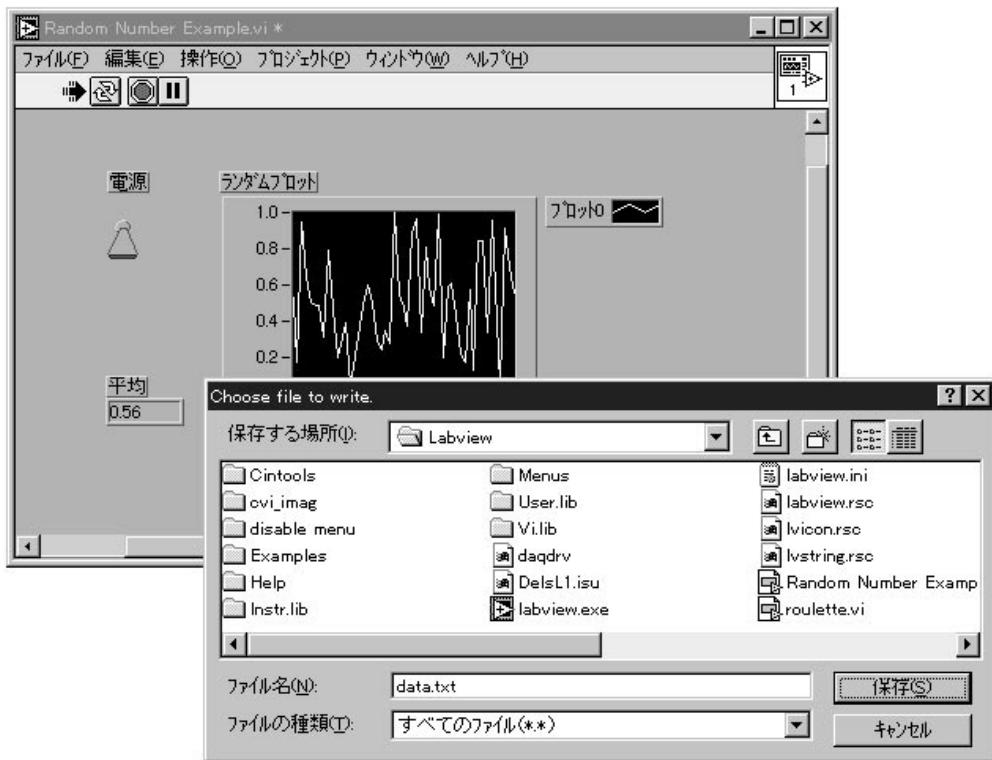 Random Number Example.vi *
ファイル(F) 編集(E) 操作(O) プロジェクト(P) ウィンドウ(W) ヘルプ(H)
1
電源
ランダムプロット
プロット0
1.0
0.8
0.6
0.4
0.2
平均
0.56
Choose file to write.
保存する場所(I):
Labview
Cintools
cvi_imag
disable menu
Examples
Help
Instr.lib
Menus
User.lib
Vi.lib
daqdrv
DelsL1.isu
labview.exe
labview.ini
labview.rsc
lvicon.rsc
lvstring.rsc
Random Number Examp
roulette.vi
ファイル名(N):
data.txt
保存(S)
ファイルの種類(T):
すべてのファイル(*.*)
キャンセル